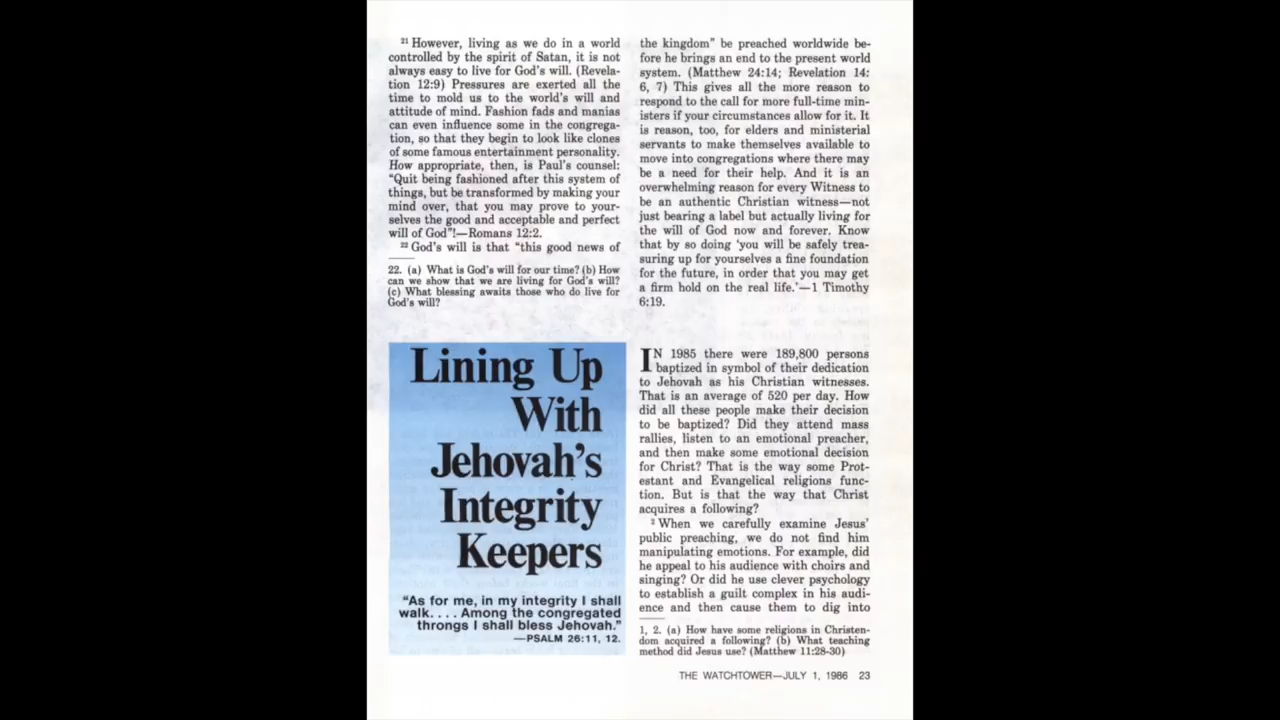 21 However, living as we do in a world
controlled by the spirit of Satan, it is not
always easy to live for God's will. (Revela-
tion 12:9) Pressures are exerted all the
time to mold us to the world's will and
attitude of mind. Fashion fads and manias
can even influence some in the congrega-
tion, so that they begin to look like clones
of some famous entertainment personality.
How appropriate, then, is Paul's counsel:
“Quit being fashioned after this system of
things, but be transformed by making your
mind over, that you may prove to your-
selves the good and acceptable and perfect
will of God”!—Romans 12:2.
22 God's will is that “this good news of
22. (a) What is God's will for our time? (b) How
can we show that we are living for God's will?
(c) What blessing awaits those who do live for
God's will?
the kingdom” be preached worldwide be-
fore he brings an end to the present world
system. (Matthew 24:14; Revelation 14:
6, 7) This gives all the more reason to
respond to the call for more full-time min-
isters if your circumstances allow for it. It
is reason, too, for elders and ministerial
servants to make themselves available to
move into congregations where there may
be a need for their help. And it is an
overwhelming reason for every Witness to
be an authentic Christian witness—not
just bearing a label but actually living for
the will of God now and forever. Know
that by so doing ‘you will be safely trea-
suring up for yourselves a fine foundation
for the future, in order that you may get
a firm hold on the real life.’—1 Timothy
6:19.
Lining Up
With
Jehovah's
Integrity
Keepers
“As for me, in my integrity I shall
walk. . . . Among the congregated
throngs I shall bless Jehovah.”
—PSALM 26:11, 12.
IN 1985 there were 189,800 persons
baptized in symbol of their dedication
to Jehovah as his Christian witnesses.
That is an average of 520 per day. How
did all these people make their decision
to be baptized? Did they attend mass
rallies, listen to an emotional preacher,
and then make some emotional decision
for Christ? That is the way some Prot-
estant and Evangelical religions func-
tion. But is that the way that Christ
acquires a following?
2 When we carefully examine Jesus'
public preaching, we do not find him
manipulating emotions. For example, did
he appeal to his audience with choirs and
singing? Or did he use clever psychology
to establish a guilt complex in his audi-
ence and then cause them to dig into
1, 2. (a) How have some religions in Christen-
dom acquired a following? (b) What teaching
method did Jesus use? (Matthew 11:28-30)
THE WATCHTOWER—JULY 1, 1986 23